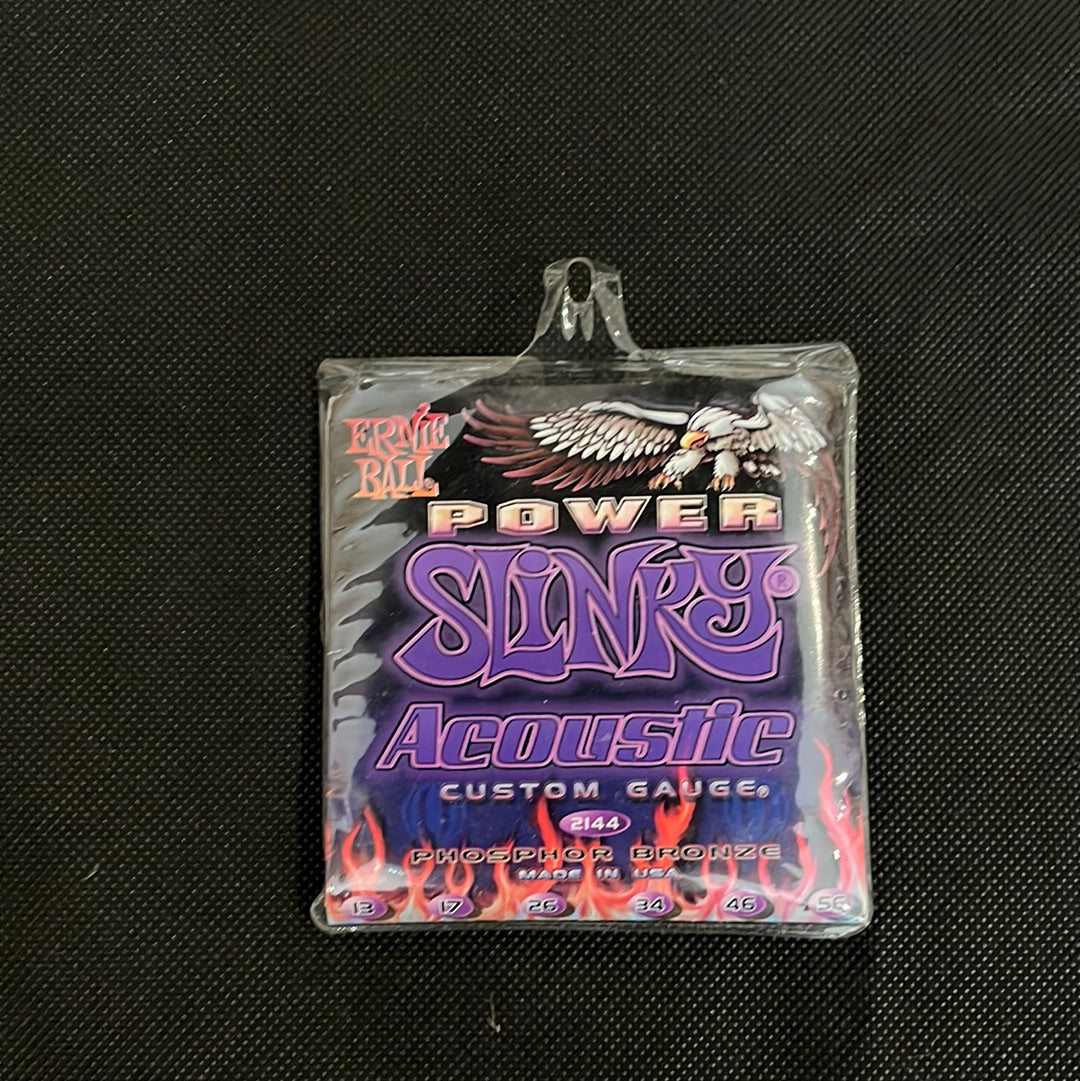 ERNIE
BALL®
POWER
SLINKY®
Acoustic
CUSTOM GAUGE®
2144
PHOSPHOR BRONZE
MADE IN USA
13 17 26 34 46 56